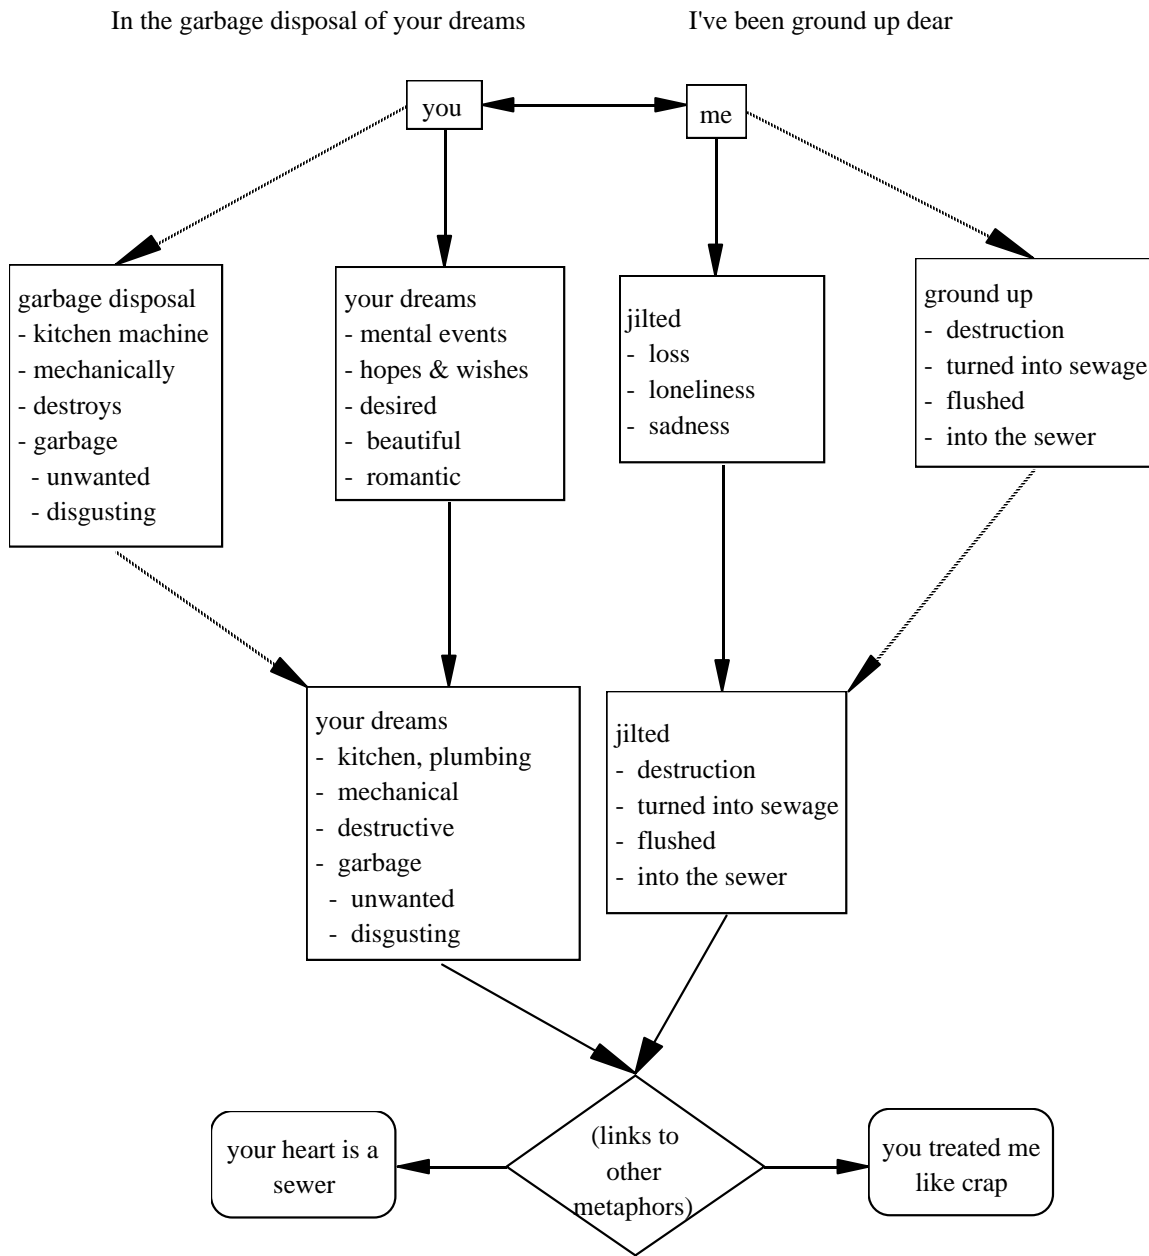 In the garbage disposal of your dreams
I've been ground up dear
you
me
garbage disposal
- kitchen machine
- mechanically
- destroys
- garbage
- unwanted
- disgusting
your dreams
- mental events
- hopes & wishes
- desired
- beautiful
- romantic
jilted
- loss
- loneliness
- sadness
ground up
- destruction
- turned into sewage
- flushed
- into the sewer
your dreams
- kitchen, plumbing
- mechanical
- destructive
- garbage
- unwanted
- disgusting
jilted
- destruction
- turned into sewage
- flushed
- into the sewer
your heart is a
sewer
(links to
other
metaphors)
you treated me
like crap